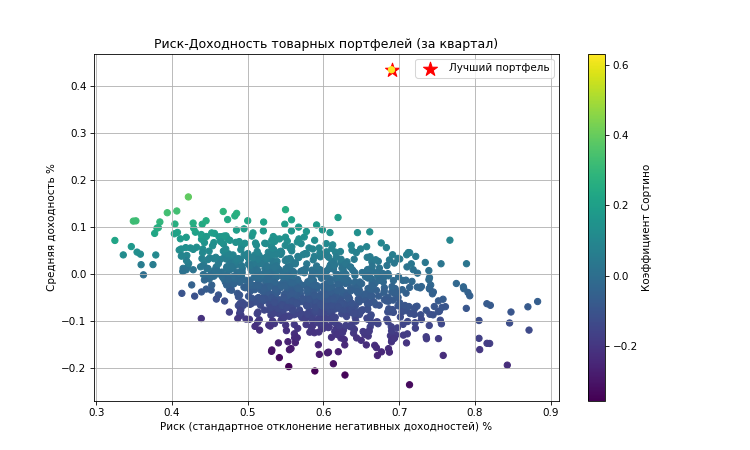 Риск-Доходность товарных портфелей (за квартал)
Лучший портфель
0.4
0.3
0.2
0.1
0.0
−0.1
−0.2
Средняя доходность %
0.3 0.4 0.5 0.6 0.7 0.8 0.9
Риск (стандартное отклонение негативных доходностей) %
0.6
0.4
0.2
0.0
−0.2
Коэффициент Сортино